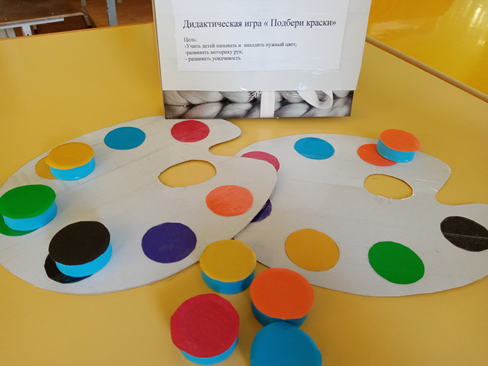 Дидактическая игра « Подбери краски»
Цель:
-Учить детей называть и находить нужный цвет;
-развивать моторику рук;
- развивать усидчивость.